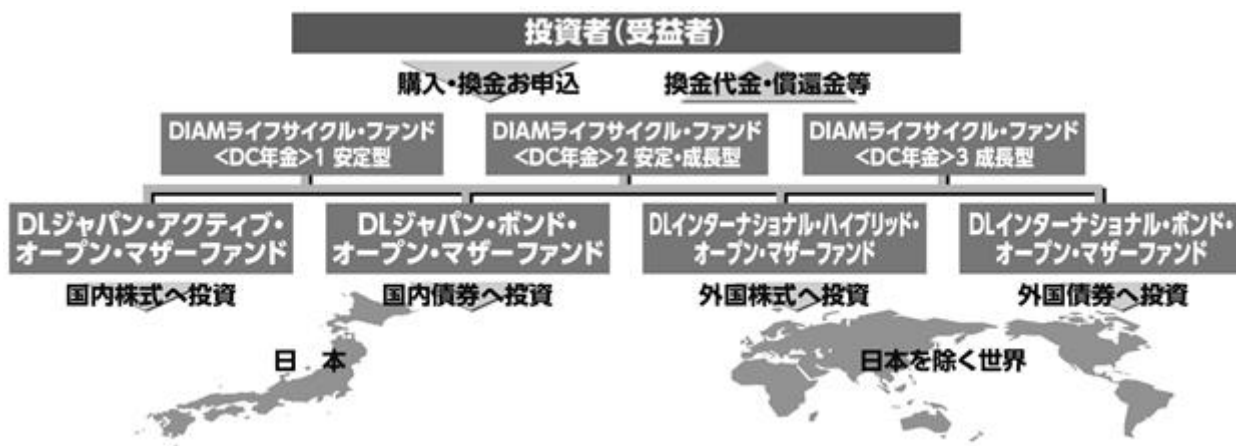 投資者(受益者)
購入・換金お申込
換金代金・償還金等
DIAMライフサイクル・ファンド
<DC年金>1 安定型
DIAMライフサイクル・ファンド
<DC年金>2 安定・成長型
DIAMライフサイクル・ファンド
<DC年金>3 成長型
DLジャパン・アクティブ・
オープン・マザーファンド
DLジャパン・ボンド・
オープン・マザーファンド
DLインターナショナル・ハイブリッド・
オープン・マザーファンド
DLインターナショナル・ボンド・
オープン・マザーファンド
国内株式へ投資
国内債券へ投資
外国株式へ投資
外国債券へ投資
日 本
日本を除く世界